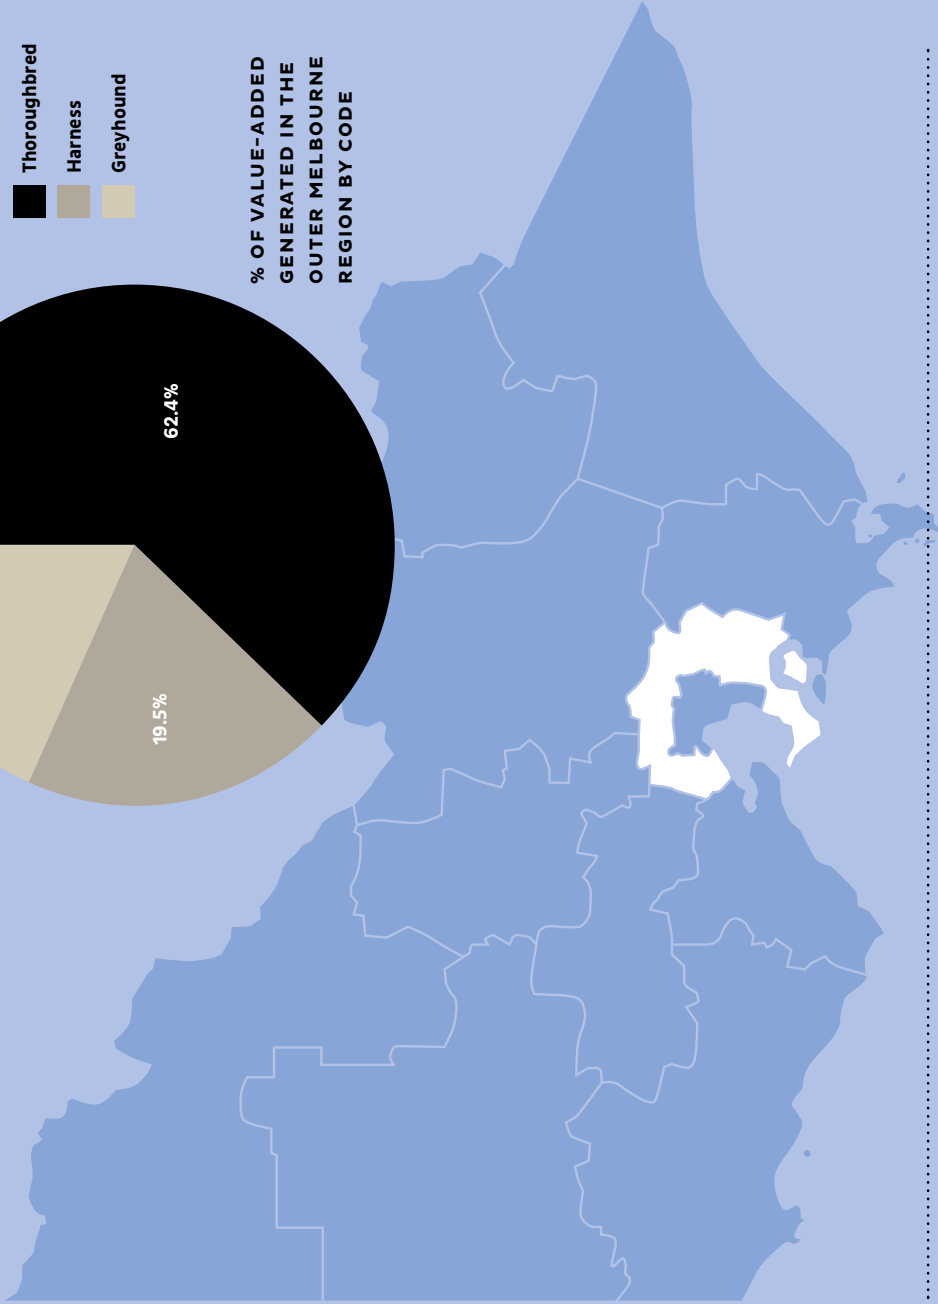 Thoroughbred
Harness
Greyhound
% OF VALUE-ADDED
GENERATED IN THE
OUTER MELBOURNE
REGION BY CODE
62.4%
19.5%